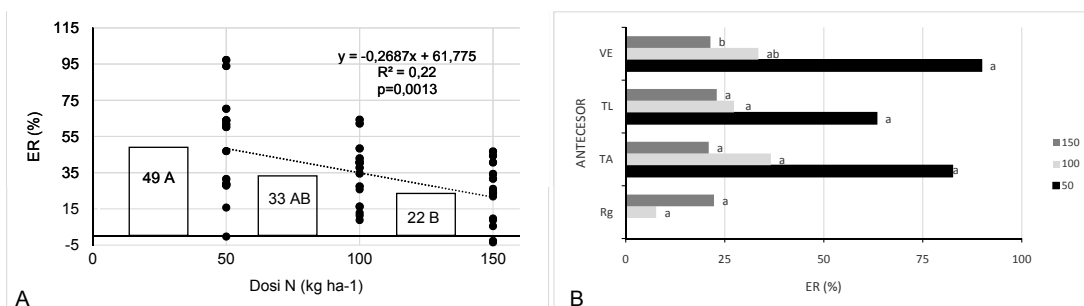 115
95
75
55
35
15
-5
ER (%)
y = -0,2687x + 61,775
R² = 0,22
p=0,0013
49 A
33 AB
22 B
0
50
100
150
Dosi N (kg ha-1)
A
ANTECESOR
VE
TL
TA
Rg
b
ab
a
a
a
a
a
a
a
a
a
150
100
50
0
25
50
75
100
ER (%)
B